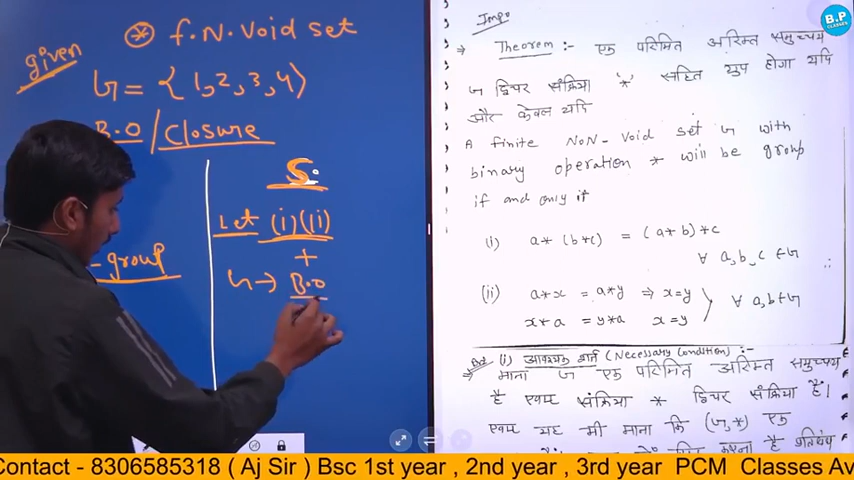 given
⊛ f.N.Void set
G = { 1,2,3,4}
B.O / Closure
- group
S.
Let (i)(ii)
+
G → B.O
Imp.
⇒ Theorem :- एक परिमित अरिक्त समुच्चय
G द्विचर संक्रिया '*' सहित ग्रुप होगा यदि
और केवल यदि
A finite NON-Void set G with
binary operation * will be group
if and only if
(i) a*(b*c) = (a*b)*c
∀ a,b,c ∈ G
(ii) a*x = a*y ⇒ x=y
x*a = y*a x=y
∀ a,b ∈ G
(i) आवश्यक शर्त (Necessary Condition) :-
⇒ माना G एक परिमित अरिक्त समुच्चय
है एवम संक्रिया * द्विचर संक्रिया है।
एवम यह भी माना कि (G,*) एक
B.P
CLASSES
Contact - 8306585318 ( Aj Sir ) Bsc 1st year , 2nd year , 3rd year PCM Classes Av